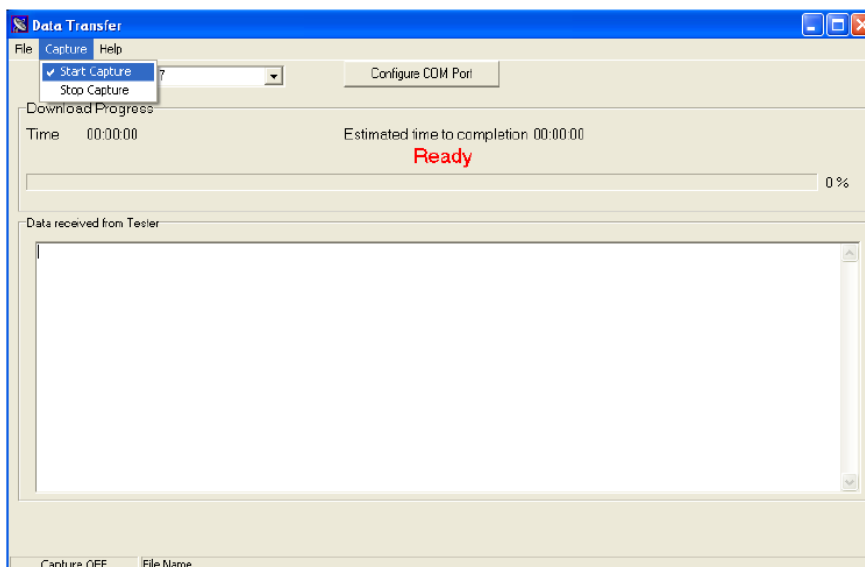 Data Transfer
File Capture Help
Start Capture
7
Configure COM Port
Stop Capture
Download Progress
Time 00:00:00 Estimated time to completion 00:00:00
Ready
0 %
Data received from Tester
Capture OFF File Name